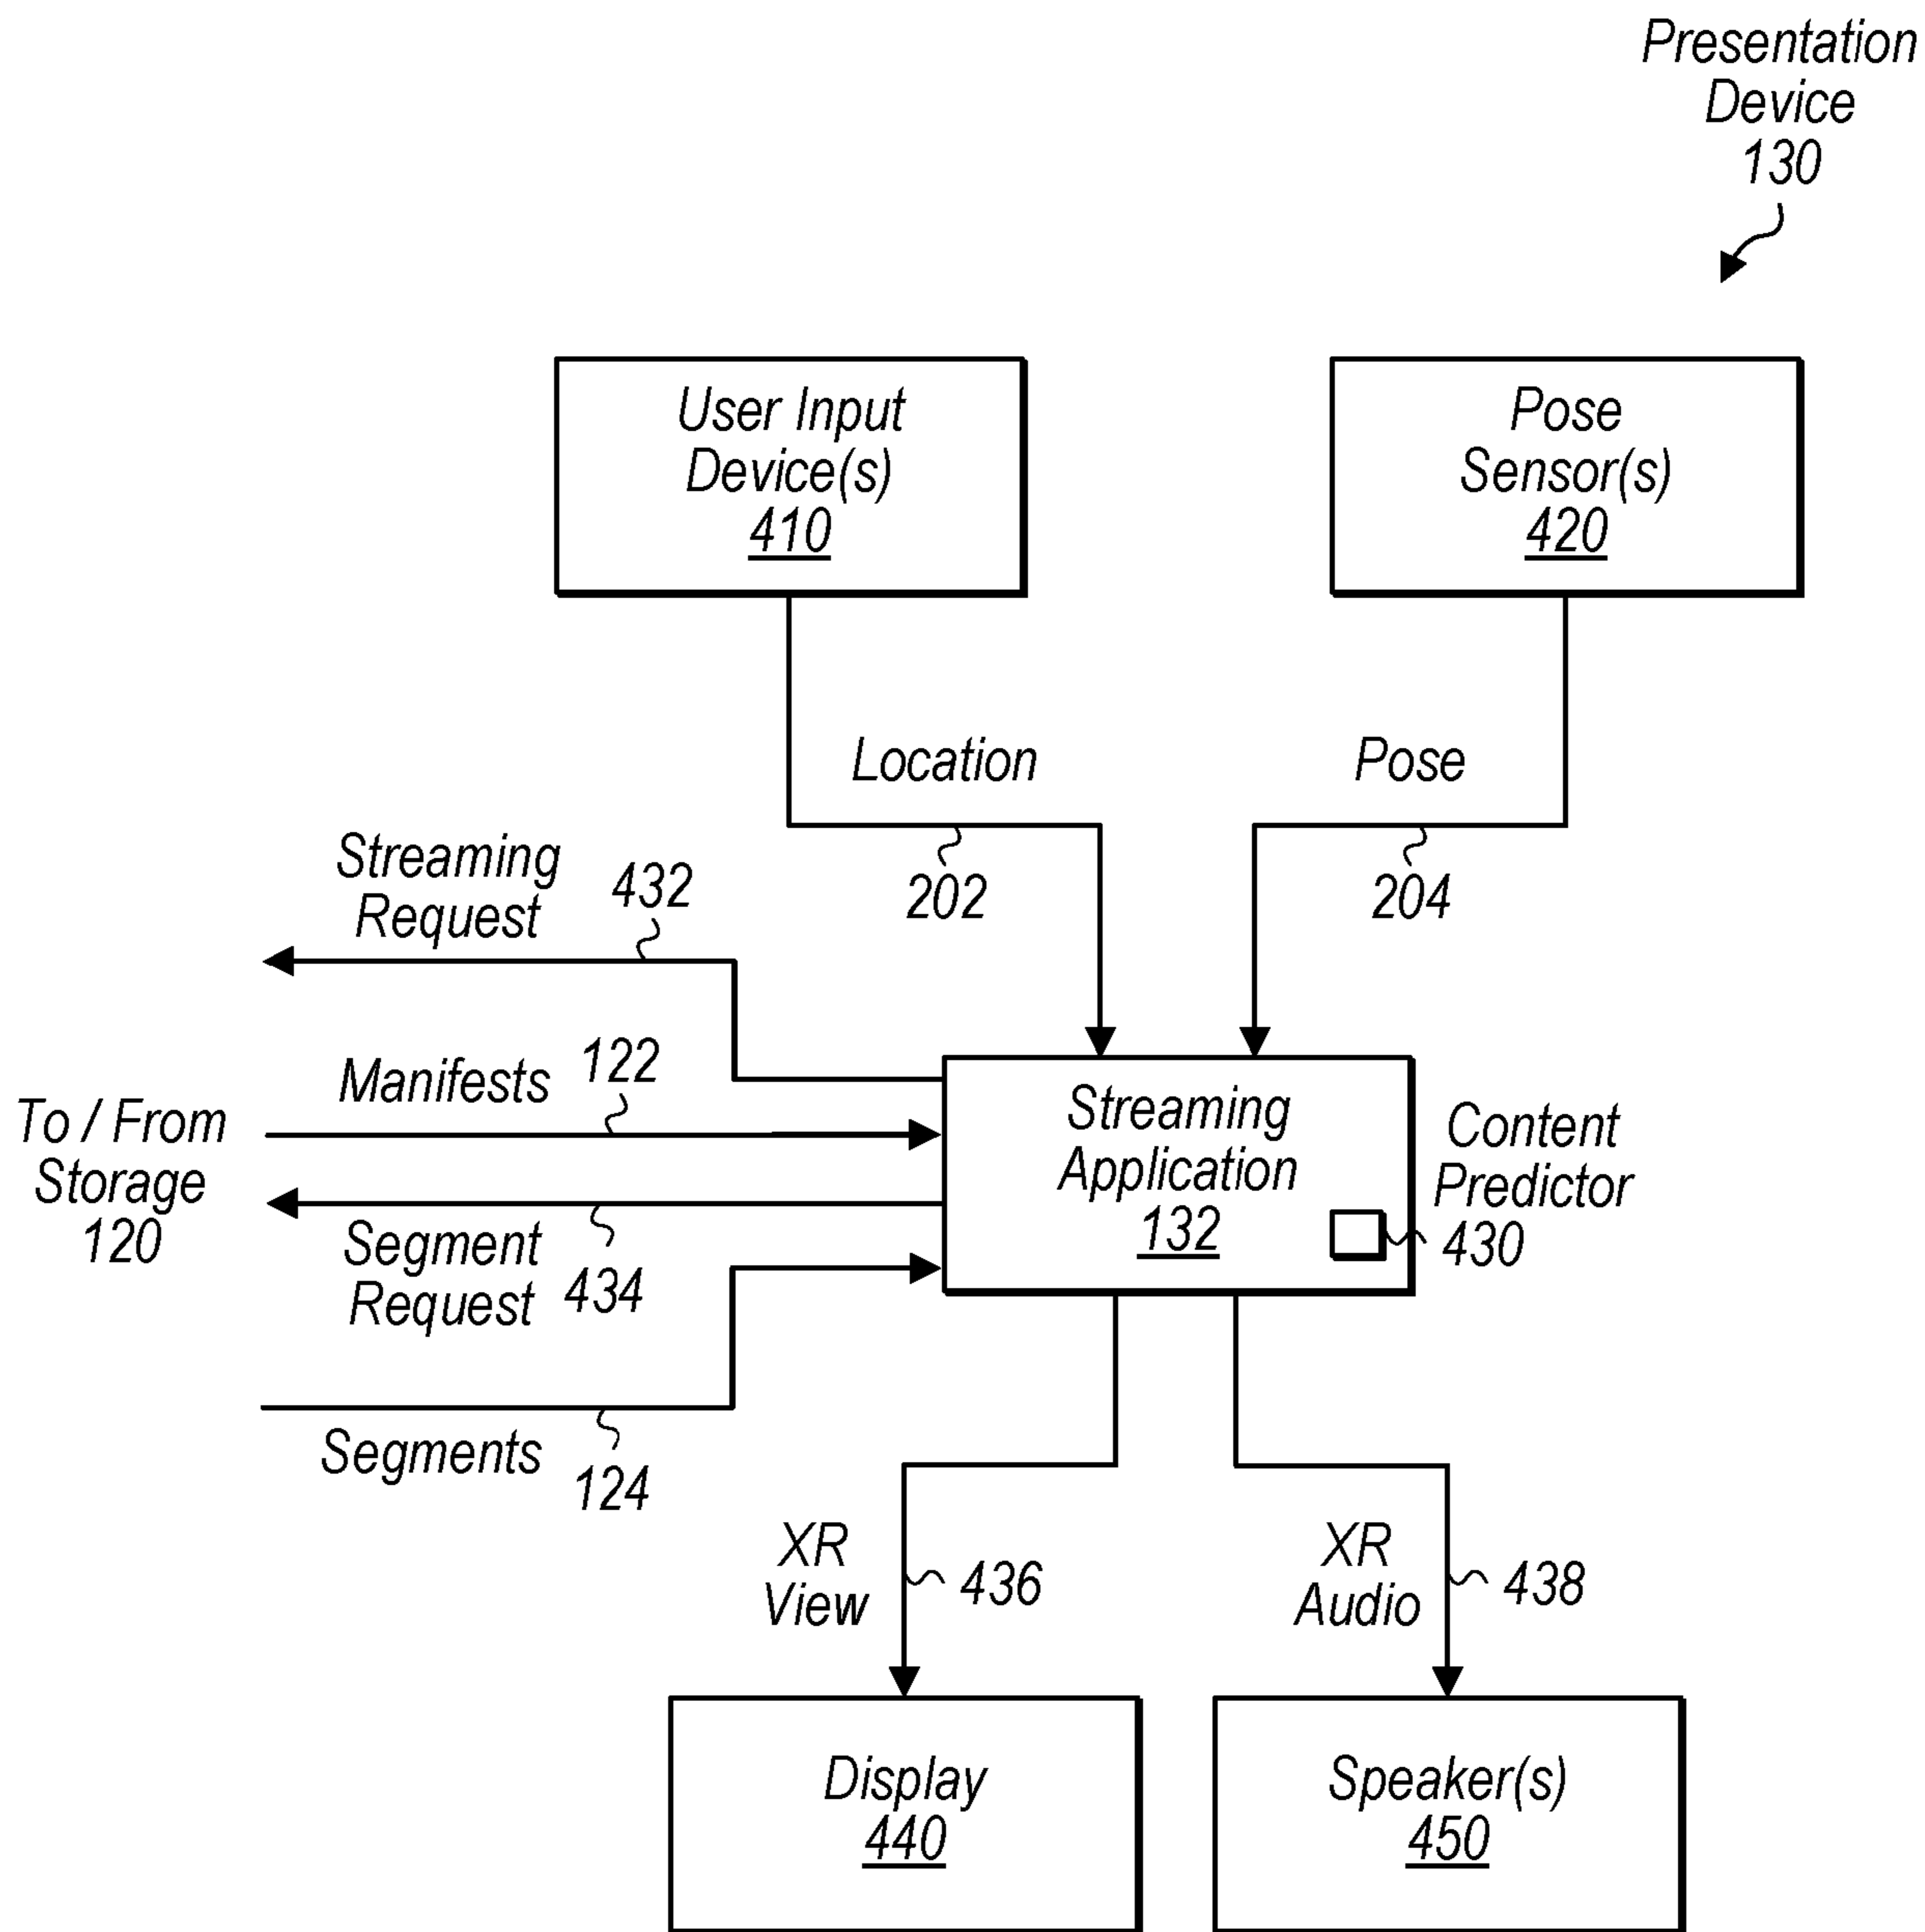 Presentation
Device
130
User Input
Device(s)
410
Pose
Sensor(s)
420
Location
202
Pose
204
Streaming
Request
432
Manifests
122
To / From
Storage
120
Segment
Request
434
Segments
124
Streaming
Application
132
Content
Predictor
430
XR
View
436
XR
Audio
438
Display
440
Speaker(s)
450